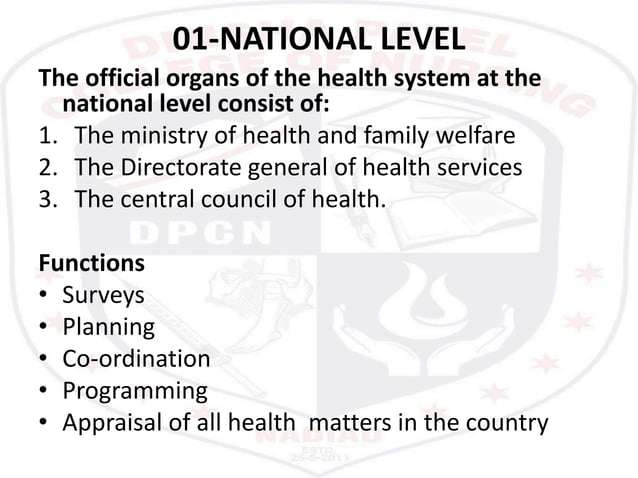 01-NATIONAL LEVEL
The official organs of the health system at the
national level consist of:
1. The ministry of health and family welfare
2. The Directorate general of health services
3. The central council of health.
DPCN
Functions
• Surveys
• Planning
• Co-ordination
• Programming
• Appraisal of all health matters in the country
NADIAD